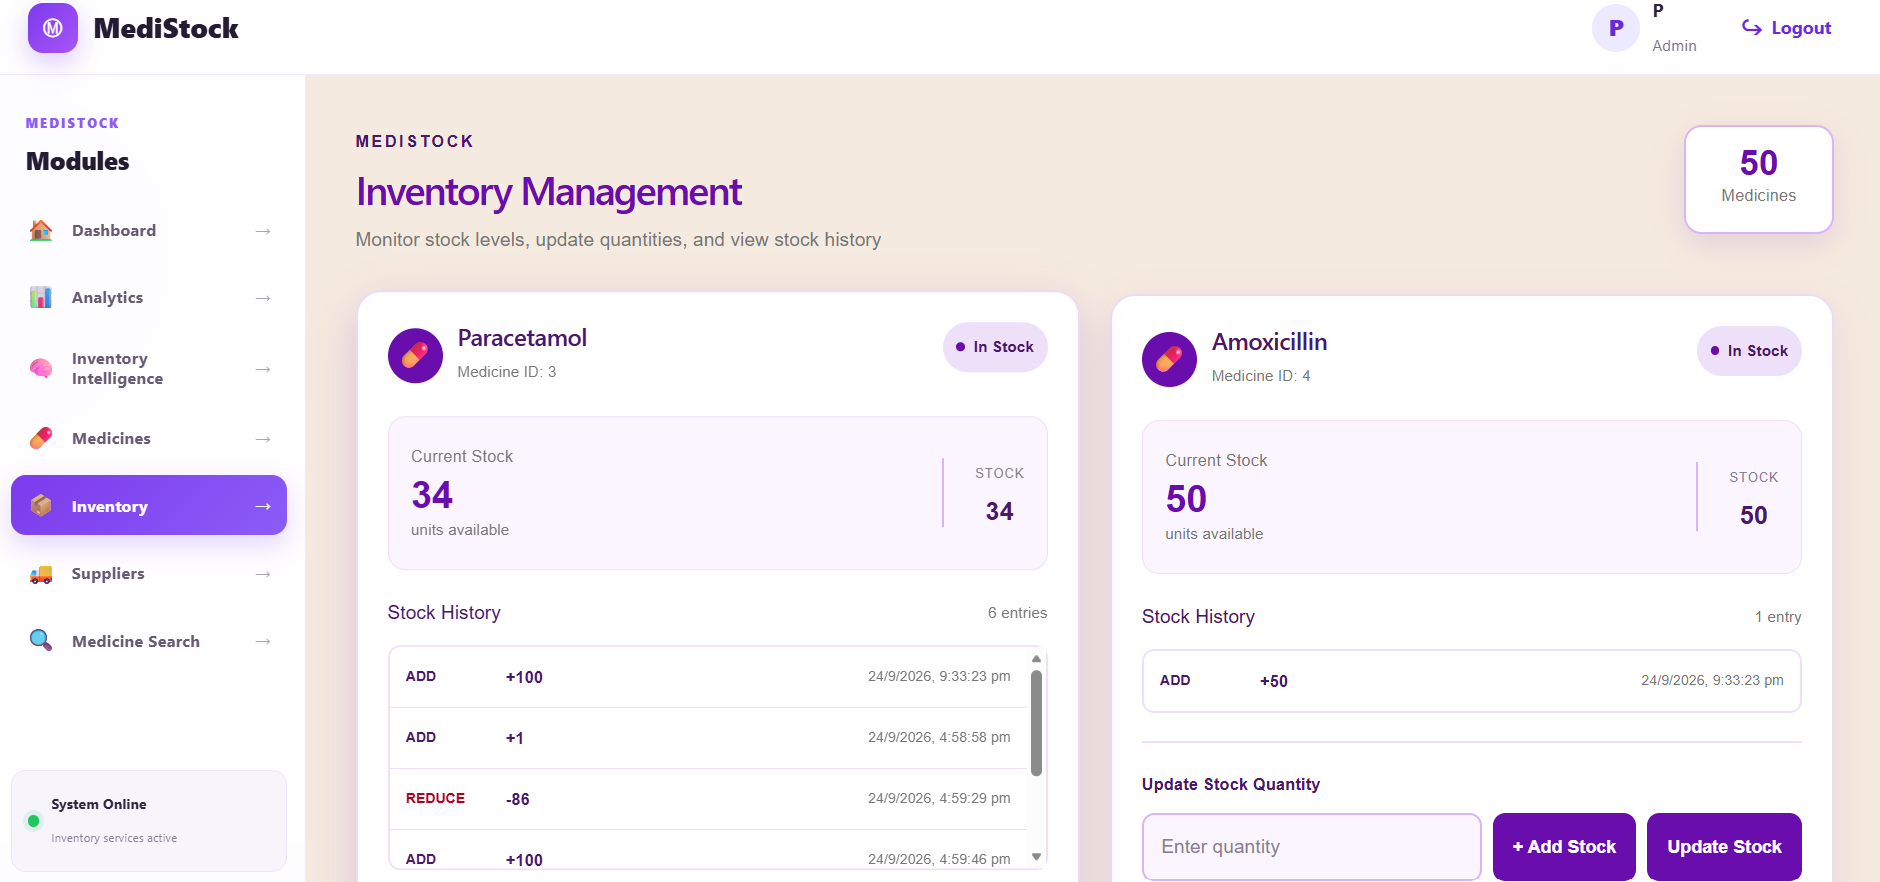 Ⓜ MediStock
P
P
Admin
↪ Logout
MEDISTOCK
Modules
Dashboard →
Analytics →
Inventory
Intelligence →
Medicines →
Inventory →
Suppliers →
Medicine Search →
System Online
Inventory services active
MEDISTOCK
Inventory Management
Monitor stock levels, update quantities, and view stock history
50
Medicines
Paracetamol
Medicine ID: 3
In Stock
Current Stock
34
units available
STOCK
34
Stock History
6 entries
ADD +100 24/9/2026, 9:33:23 pm
ADD +1 24/9/2026, 4:58:58 pm
REDUCE -86 24/9/2026, 4:59:29 pm
ADD +100 24/9/2026, 4:59:46 pm
Amoxicillin
Medicine ID: 4
In Stock
Current Stock
50
units available
STOCK
50
Stock History
1 entry
ADD +50 24/9/2026, 9:33:23 pm
Update Stock Quantity
Enter quantity
+ Add Stock
Update Stock